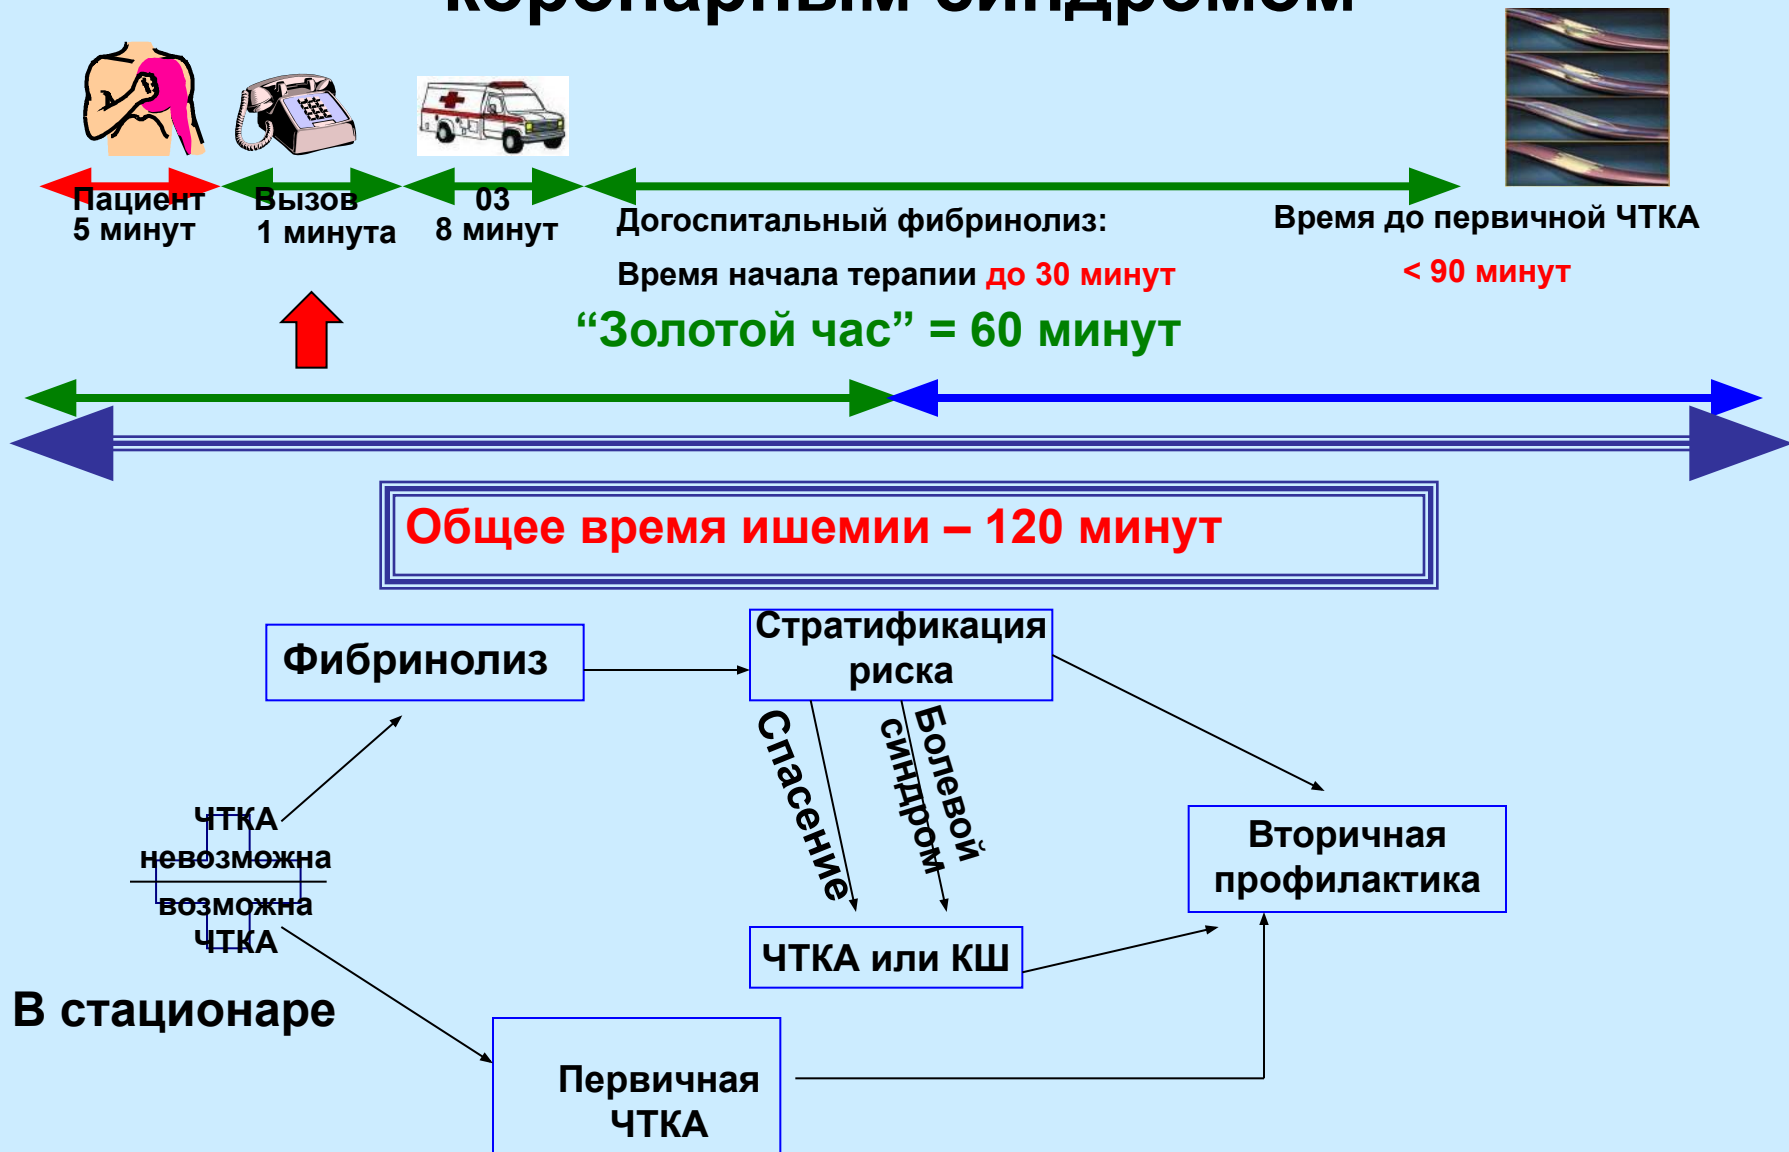 коронарным синдромом
Пациент
5 минут
Вызов
1 минута
03
8 минут
Догоспитальный фибринолиз:
Время начала терапии до 30 минут
Время до первичной ЧТКА
< 90 минут
“Золотой час” = 60 минут
Общее время ишемии – 120 минут
Фибринолиз
Стратификация
риска
Спасение
Болевой
синдром
ЧТКА
невозможна
возможна
ЧТКА
Вторичная
профилактика
ЧТКА или КШ
В стационаре
Первичная
ЧТКА